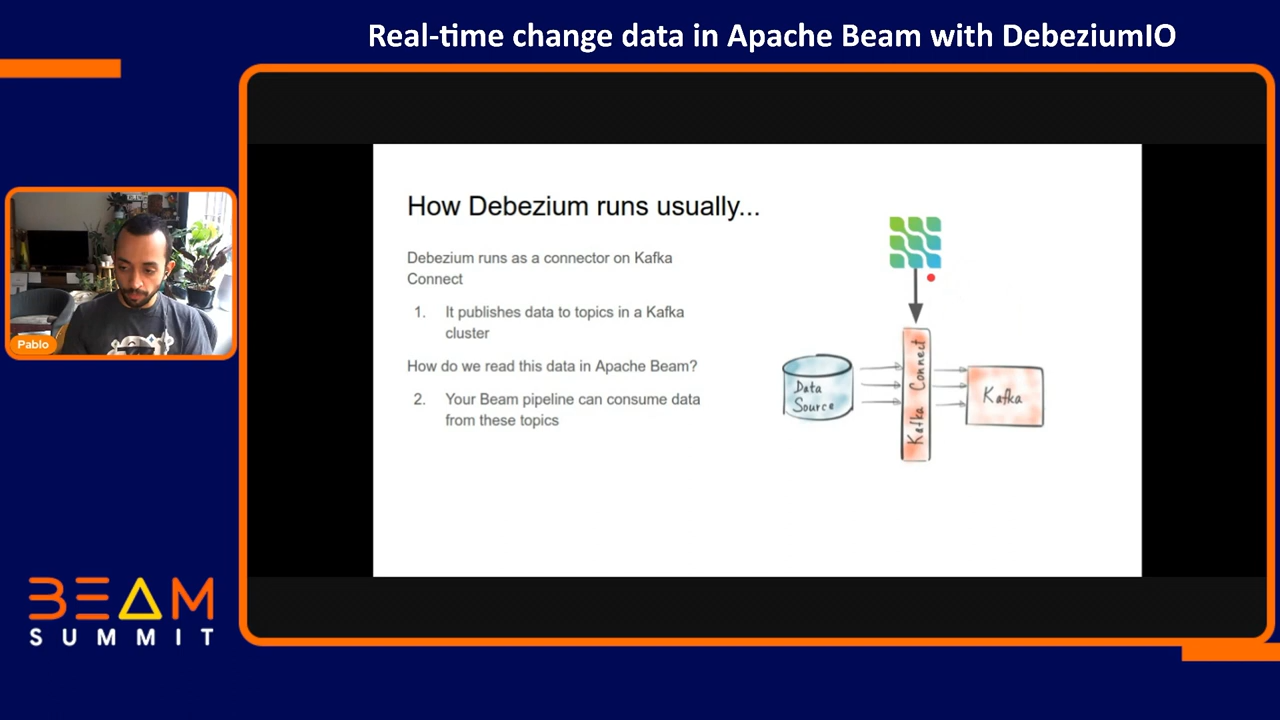 Real-time change data in Apache Beam with DebeziumIO
How Debezium runs usually...
Debezium runs as a connector on Kafka
Connect
1. It publishes data to topics in a Kafka
cluster
How do we read this data in Apache Beam?
2. Your Beam pipeline can consume data
from these topics
Data
Source
Kafka Connect
Kafka
Pablo
BEAM
SUMMIT